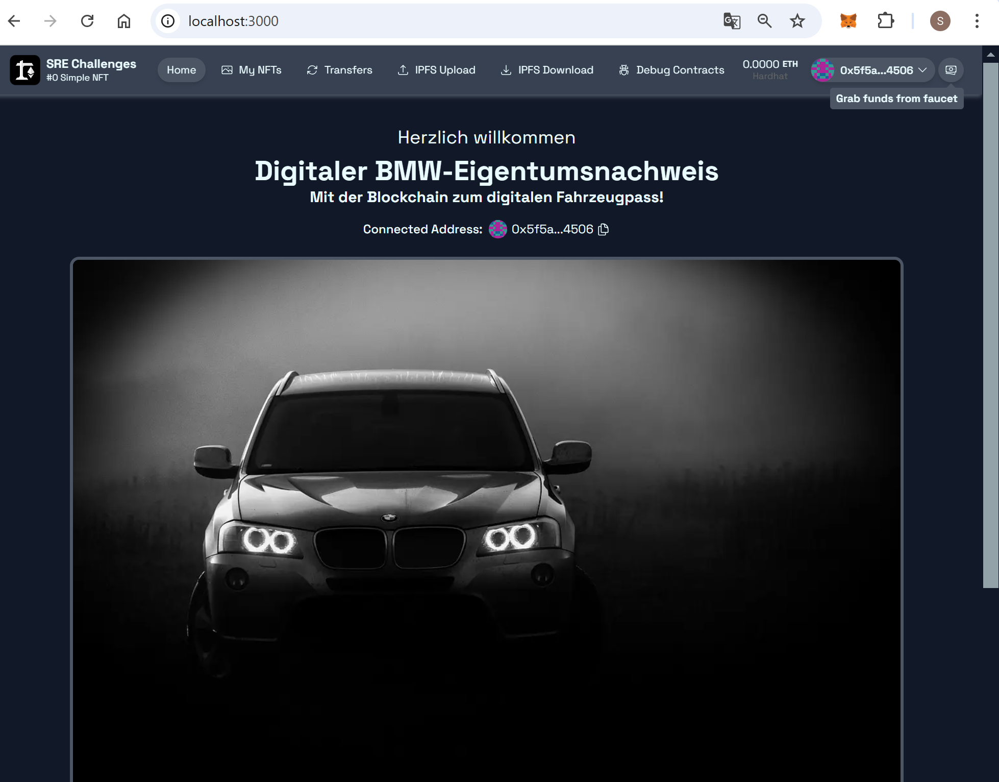 localhost:3000
S
SRE Challenges
#0 Simple NFT
Home
My NFTs
Transfers
IPFS Upload
IPFS Download
Debug Contracts
0.0000 ETH
Hardhat
0x5f5a...4506
Grab funds from faucet
Herzlich willkommen
Digitaler BMW-Eigentumsnachweis
Mit der Blockchain zum digitalen Fahrzeugpass!
Connected Address: 0x5f5a...4506